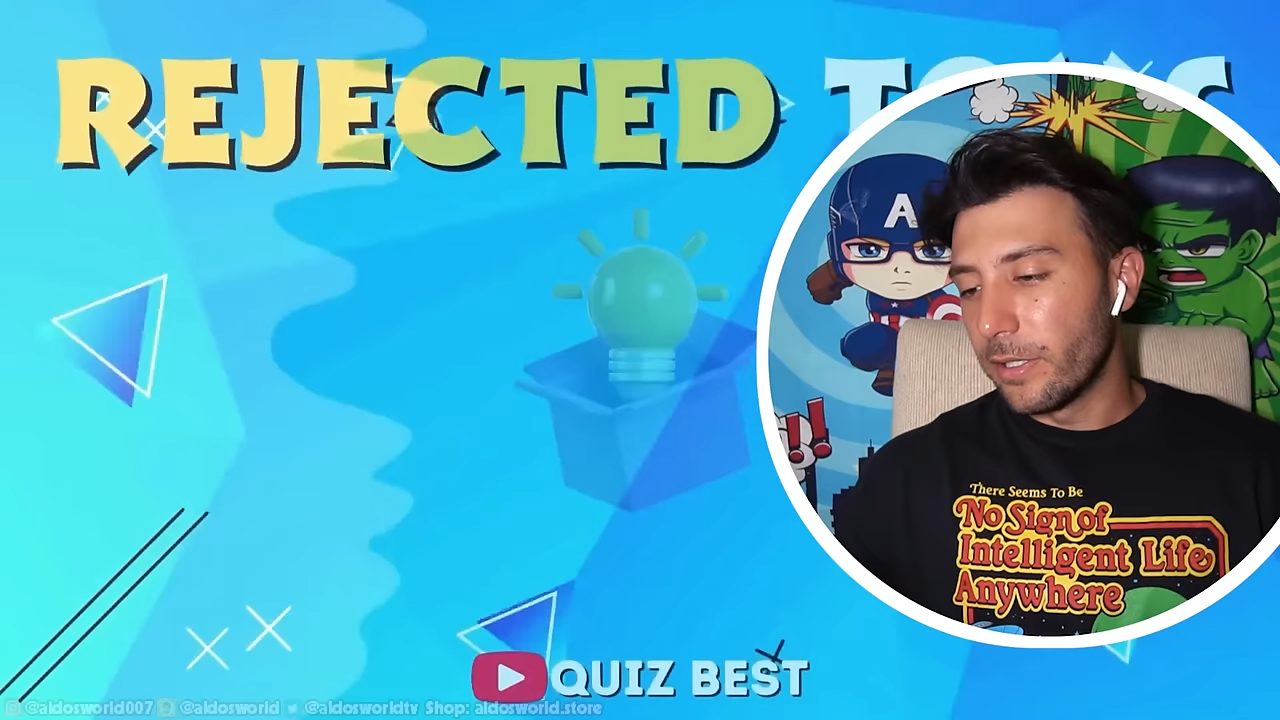 REJECTED
A
!!
There Seems To Be
No Sign of
Intelligent Life
Anywhere
QUIZ BEST
@aldosworld007 @aldosworld @aldosworldtv Shop: aldosworld.store